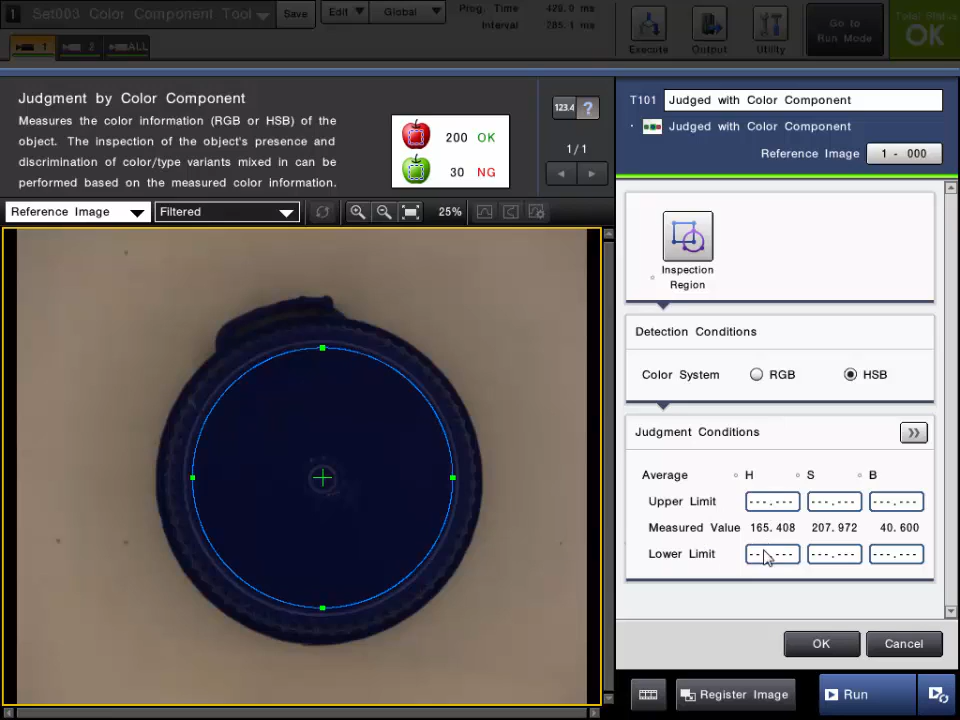 1 Set003 Color Component Tool
Save
Edit
Global
Prog. Time 428.0 ms
Interval 285.1 ms
Execute
Output
Utility
Go to
Run Mode
Total Status
OK
1
2
ALL
Judgment by Color Component
Measures the color information (RGB or HSB) of the
object. The inspection of the object's presence and
discrimination of color/type variants mixed in can be
performed based on the measured color information.
200 OK
30 NG
123.4 ?
1/1
T101 Judged with Color Component
Judged with Color Component
Reference Image 1 - 000
Reference Image
Filtered
25%
Inspection
Region
Detection Conditions
Color System RGB HSB
Judgment Conditions
Average H S B
Upper Limit ---.--- ---.--- ---.---
Measured Value 165.408 207.972 40.600
Lower Limit ---.--- ---.--- ---.---
OK
Cancel
Register Image
Run